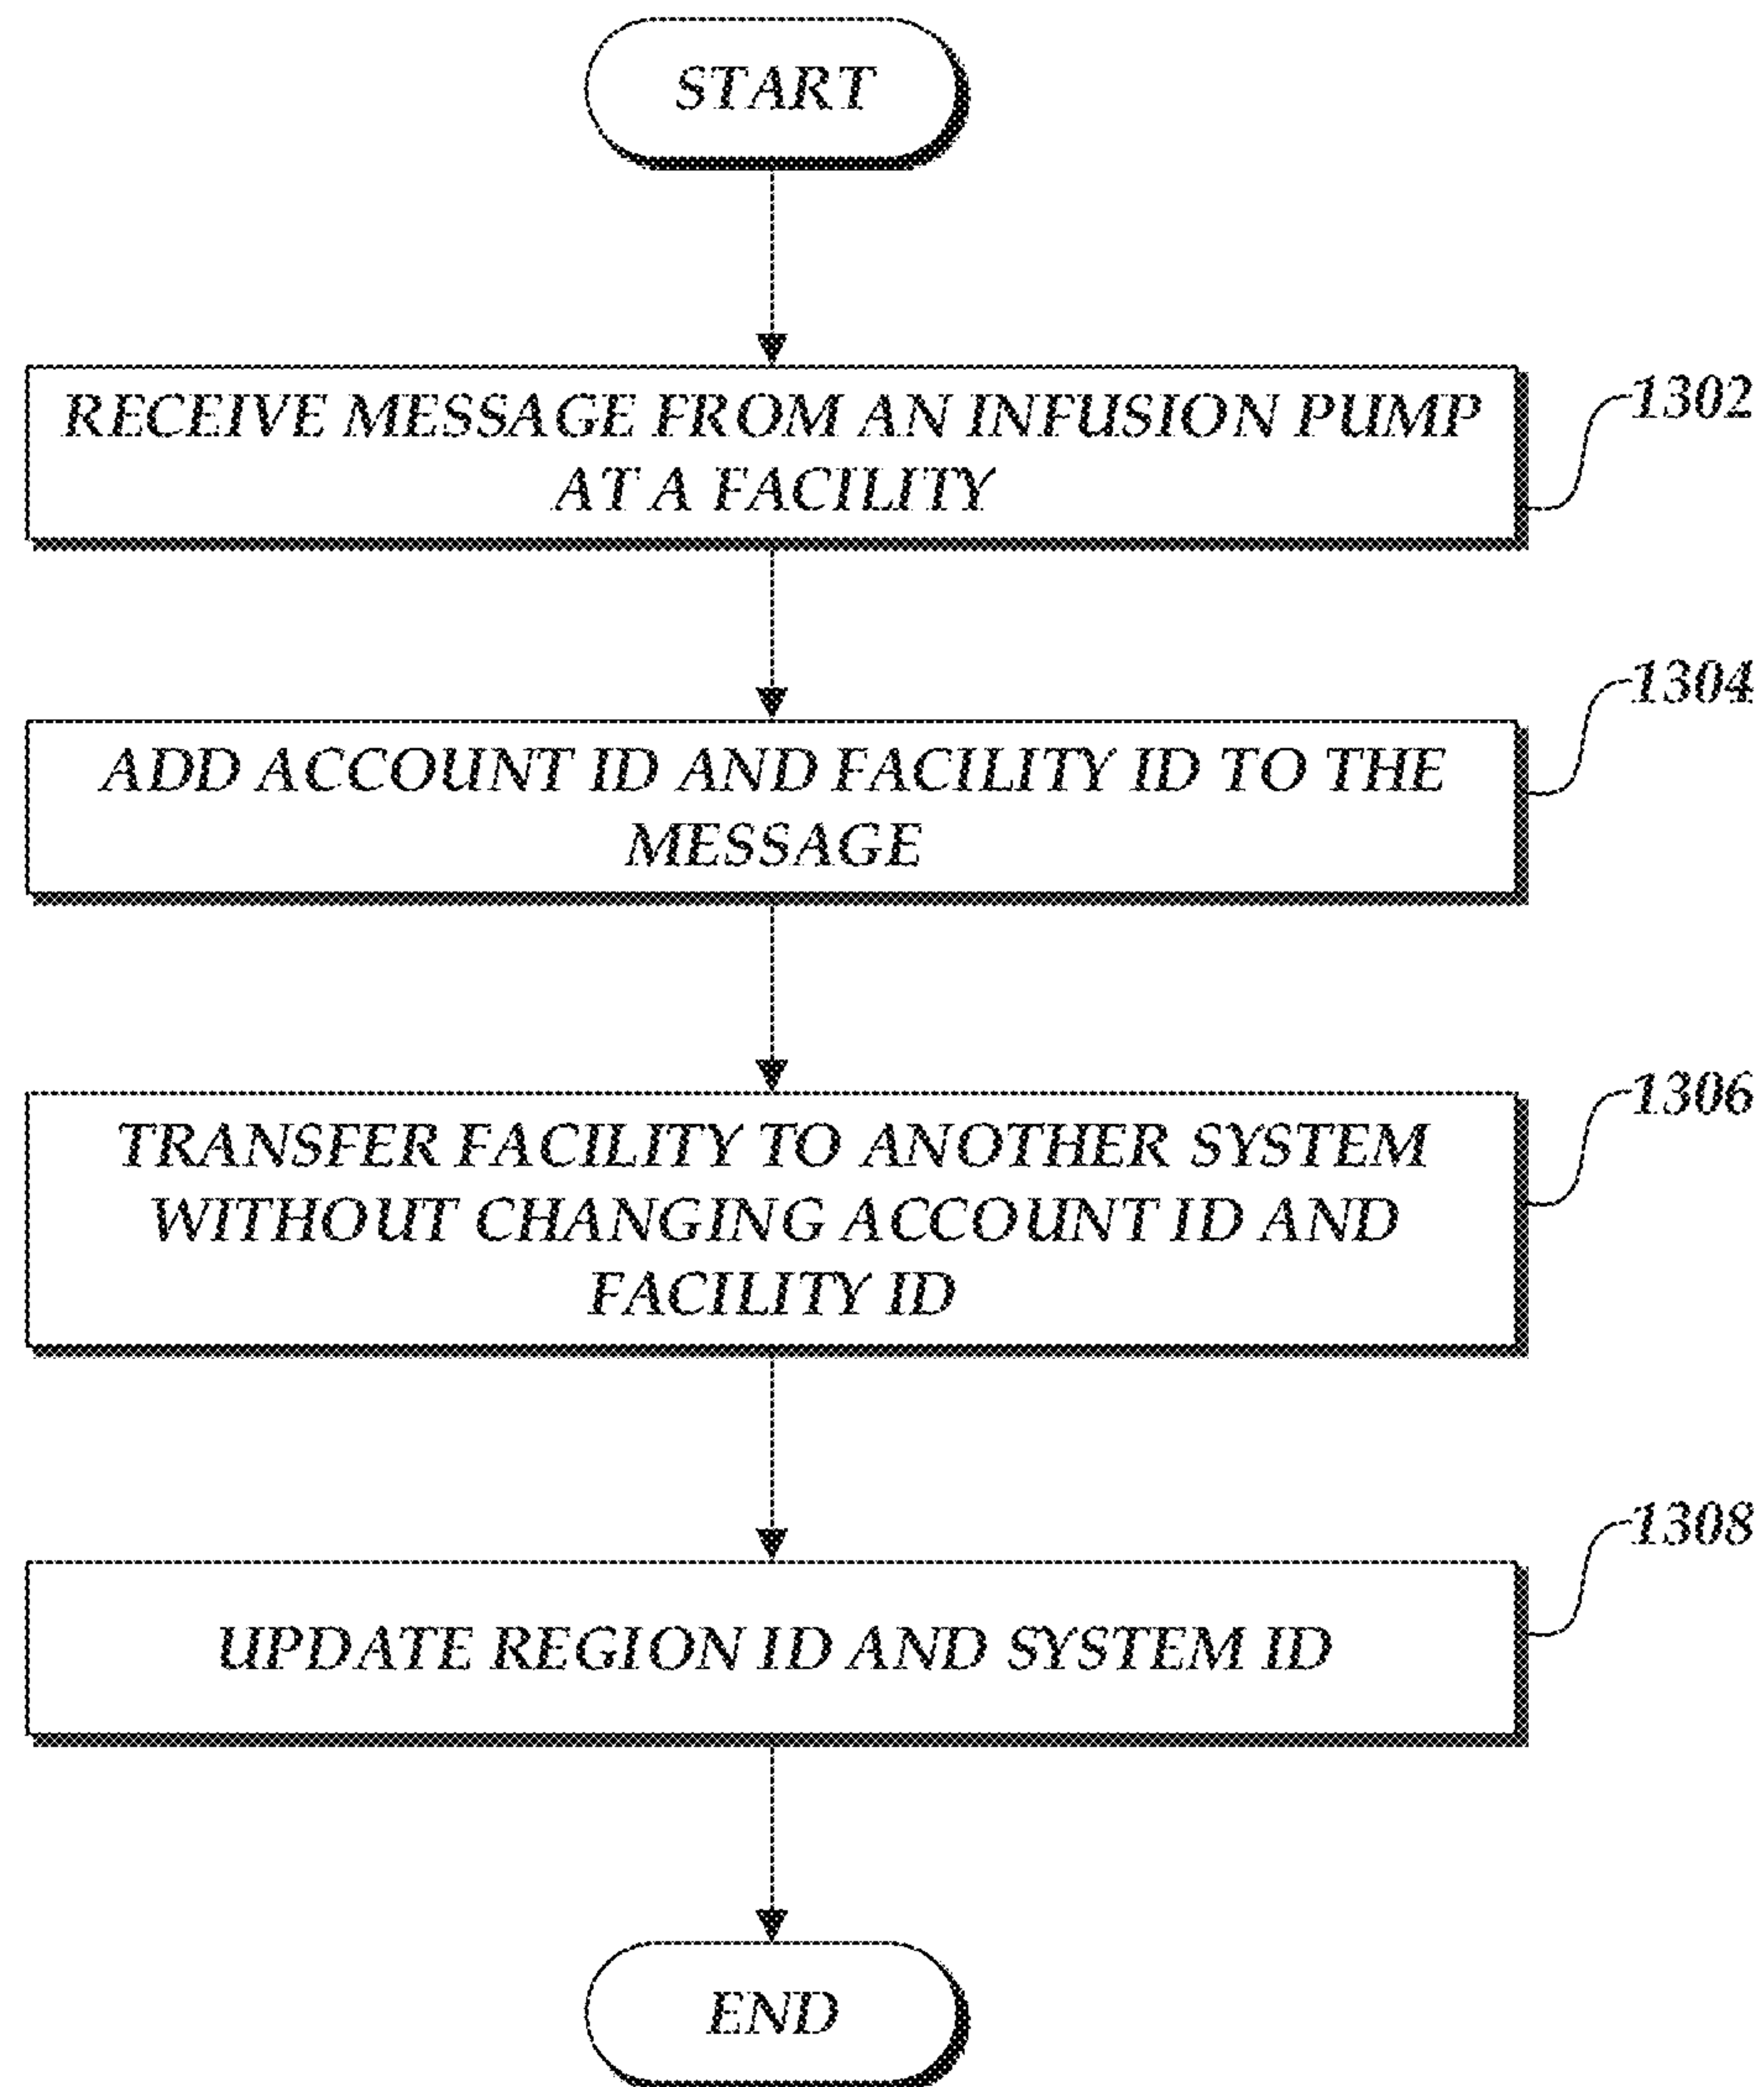 START
RECEIVE MESSAGE FROM AN INFUSION PUMP
AT A FACILITY
1302
ADD ACCOUNT ID AND FACILITY ID TO THE
MESSAGE
1304
TRANSFER FACILITY TO ANOTHER SYSTEM
WITHOUT CHANGING ACCOUNT ID AND
FACILITY ID
1306
UPDATE REGION ID AND SYSTEM ID
1308
END